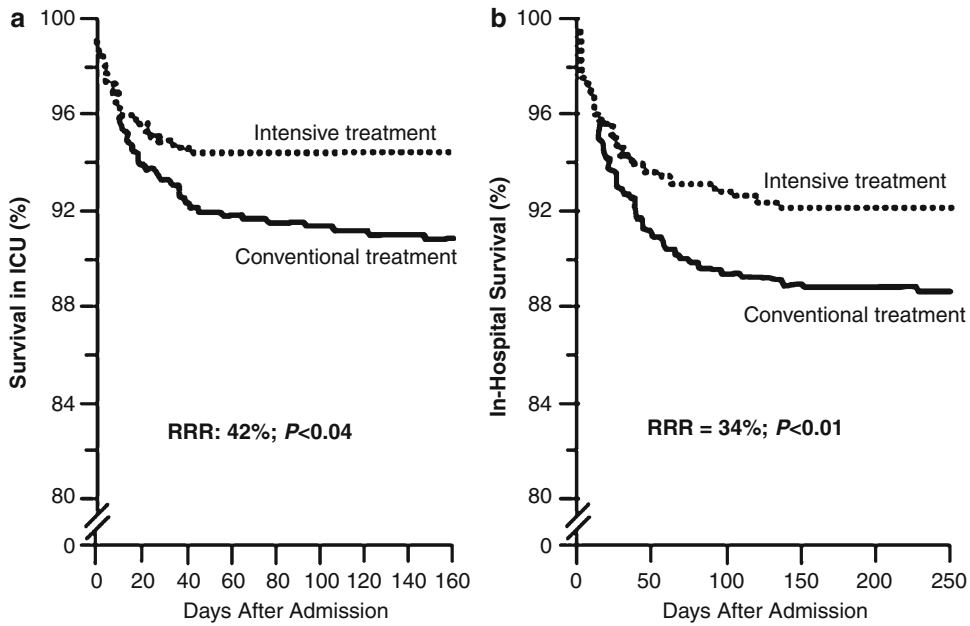 a
100
96
92
88
84
80
0
Survival in ICU (%)
Intensive treatment
Conventional treatment
RRR: 42%; P<0.04
0 20 40 60 80 100 120 140 160
Days After Admission
b
100
96
92
88
84
80
0
In-Hospital Survival (%)
Intensive treatment
Conventional treatment
RRR = 34%; P<0.01
0 50 100 150 200 250
Days After Admission